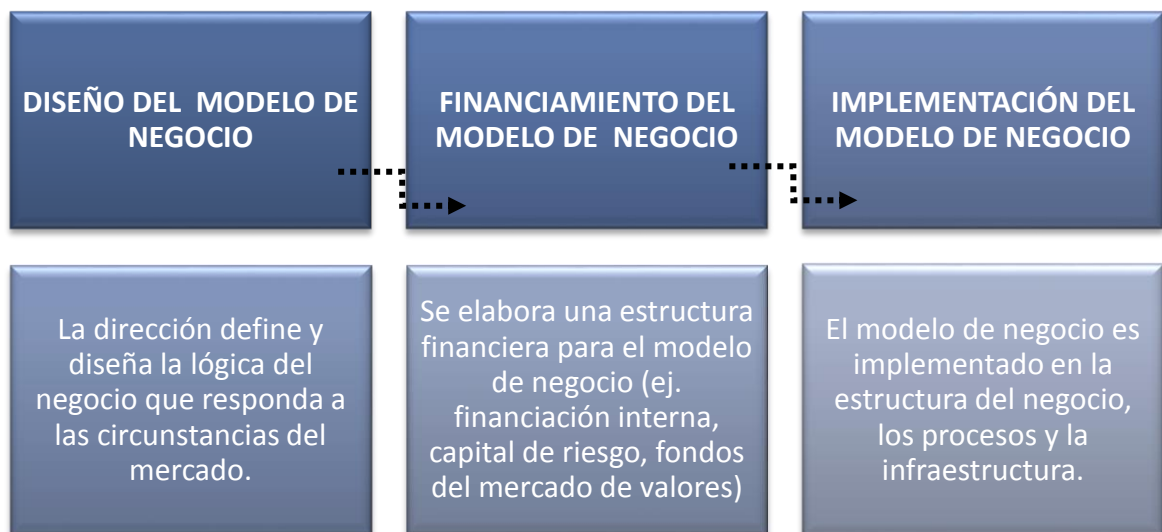 DISEÑO DEL MODELO DE
NEGOCIO
FINANCIAMIENTO DEL
MODELO DE NEGOCIO
IMPLEMENTACIÓN DEL
MODELO DE NEGOCIO
La dirección define y
diseña la lógica del
negocio que responda a
las circunstancias del
mercado.
Se elabora una estructura
financiera para el modelo
de negocio (ej.
financiación interna,
capital de riesgo, fondos
del mercado de valores)
El modelo de negocio es
implementado en la
estructura del negocio,
los procesos y la
infraestructura.